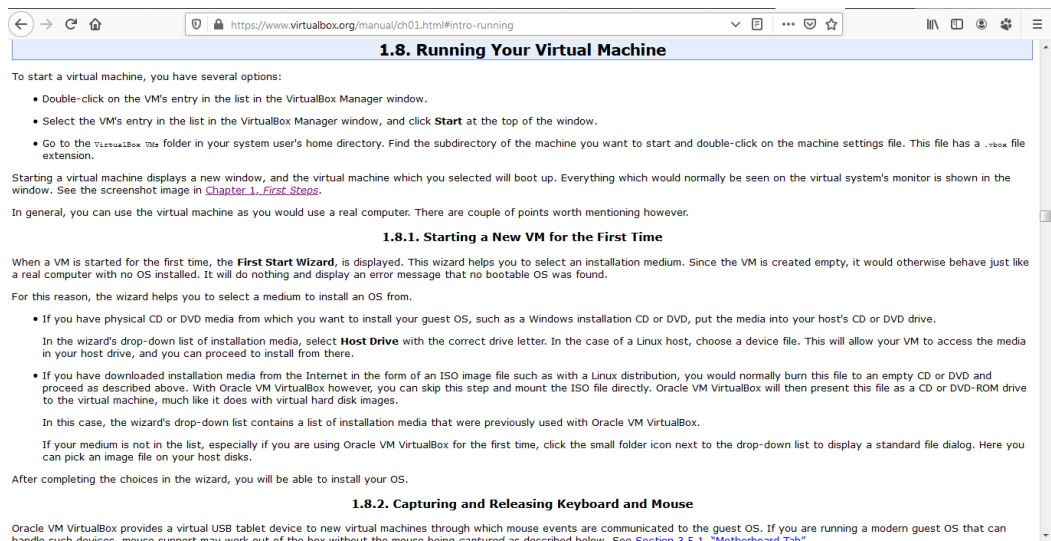 https://www.virtualbox.org/manual/ch01.html#intro-running
1.8. Running Your Virtual Machine
To start a virtual machine, you have several options:
• Double-click on the VM's entry in the list in the VirtualBox Manager window.
• Select the VM's entry in the list in the VirtualBox Manager window, and click Start at the top of the window.
• Go to the VirtualBox VMs folder in your system user's home directory. Find the subdirectory of the machine you want to start and double-click on the machine settings file. This file has a .vbox file
extension.
Starting a virtual machine displays a new window, and the virtual machine which you selected will boot up. Everything which would normally be seen on the virtual system's monitor is shown in the
window. See the screenshot image in Chapter 1, First Steps.
In general, you can use the virtual machine as you would use a real computer. There are couple of points worth mentioning however.
1.8.1. Starting a New VM for the First Time
When a VM is started for the first time, the First Start Wizard, is displayed. This wizard helps you to select an installation medium. Since the VM is created empty, it would otherwise behave just like
a real computer with no OS installed. It will do nothing and display an error message that no bootable OS was found.
For this reason, the wizard helps you to select a medium to install an OS from.
• If you have physical CD or DVD media from which you want to install your guest OS, such as a Windows installation CD or DVD, put the media into your host's CD or DVD drive.
In the wizard's drop-down list of installation media, select Host Drive with the correct drive letter. In the case of a Linux host, choose a device file. This will allow your VM to access the media
in your host drive, and you can proceed to install from there.
• If you have downloaded installation media from the Internet in the form of an ISO image file such as with a Linux distribution, you would normally burn this file to an empty CD or DVD and
proceed as described above. With Oracle VM VirtualBox however, you can skip this step and mount the ISO file directly. Oracle VM VirtualBox will then present this file as a CD or DVD-ROM drive
to the virtual machine, much like it does with virtual hard disk images.
In this case, the wizard's drop-down list contains a list of installation media that were previously used with Oracle VM VirtualBox.
If your medium is not in the list, especially if you are using Oracle VM VirtualBox for the first time, click the small folder icon next to the drop-down list to display a standard file dialog. Here you
can pick an image file on your host disks.
After completing the choices in the wizard, you will be able to install your OS.
1.8.2. Capturing and Releasing Keyboard and Mouse
Oracle VM VirtualBox provides a virtual USB tablet device to new virtual machines through which mouse events are communicated to the guest OS. If you are running a modern guest OS that can
handle such devices, mouse support may work out of the box without the mouse being captured as described below. See Section 3.5.1, "Motherboard Tab".